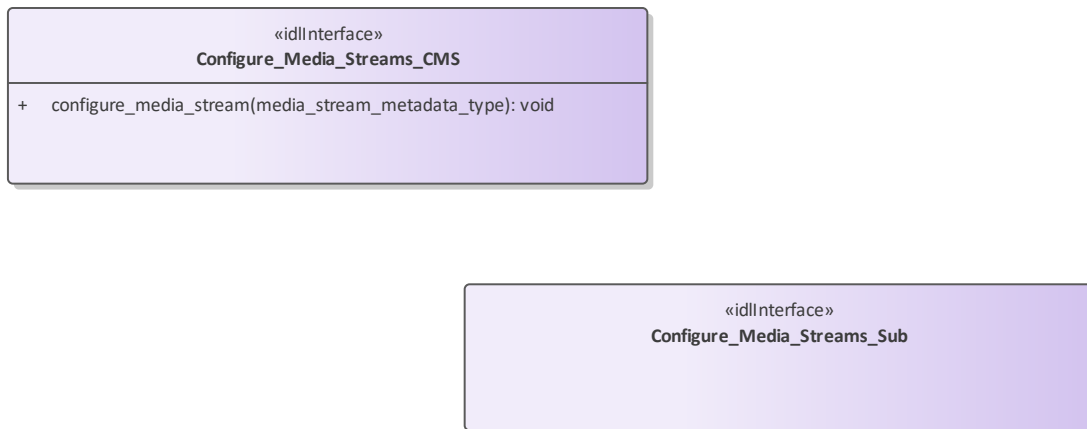 «idlInterface»
Configure_Media_Streams_CMS
+ configure_media_stream(media_stream_metadata_type): void
«idlInterface»
Configure_Media_Streams_Sub